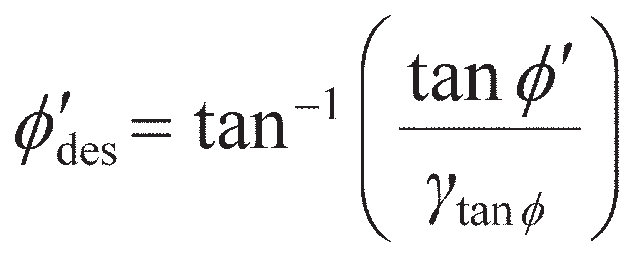 ϕ′des = tan−1 ( tan ϕ′ / γtan ϕ )